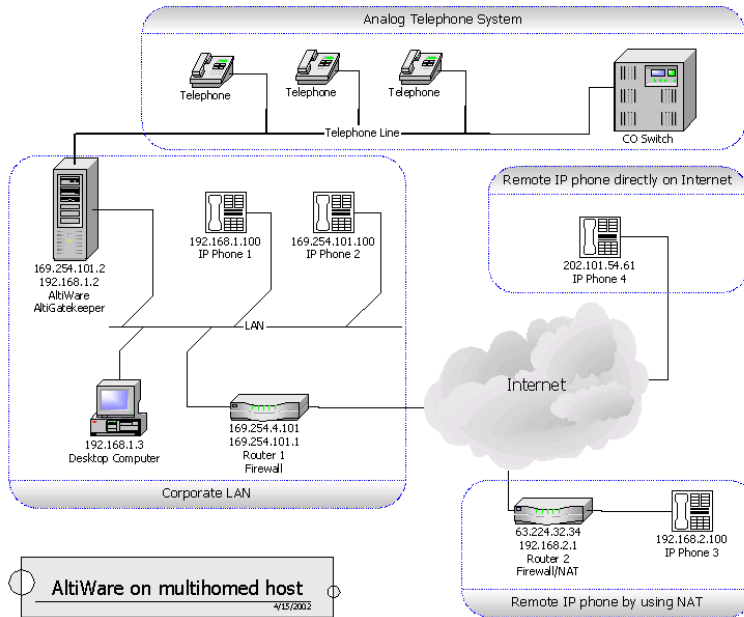 Analog Telephone System
Telephone
Telephone
Telephone
Telephone Line
CO Switch
169.254.101.2
192.168.1.2
AltiWare
AltiGatekeeper
192.168.1.100
IP Phone 1
169.254.101.100
IP Phone 2
LAN
192.168.1.3
Desktop Computer
169.254.4.101
169.254.101.1
Router 1
Firewall
Corporate LAN
Remote IP phone directly on Internet
202.101.54.61
IP Phone 4
Internet
63.224.32.34
192.168.2.1
Router 2
Firewall/NAT
192.168.2.100
IP Phone 3
Remote IP phone by using NAT
AltiWare on multihomed host
4/15/2002